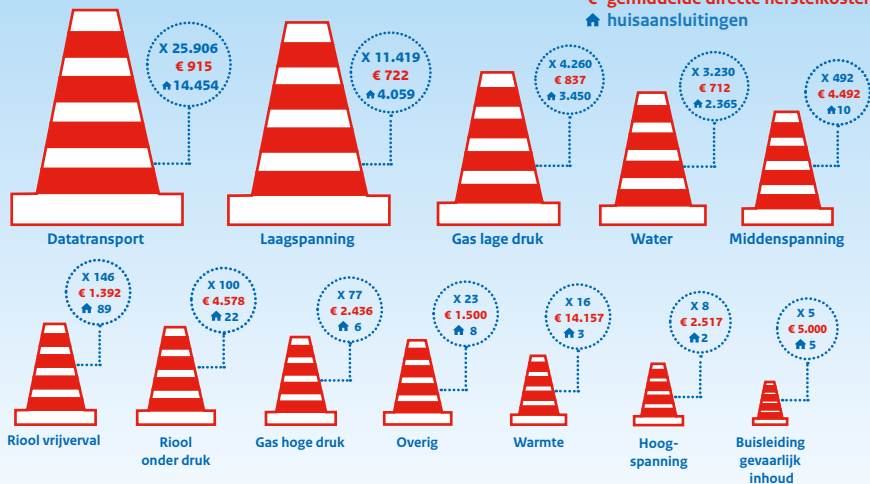 € gemiddelde directe herstelkosten
huisaansluitingen
X 25.906
€ 915
14.454
Datatransport
X 11.419
€ 722
4.059
Laagspanning
X 4.260
€ 837
3.450
Gas lage druk
X 3.230
€ 712
2.365
Water
X 492
€ 4.492
10
Middenspanning
X 146
€ 1.392
89
Riool vrijverval
X 100
€ 4.578
22
Riool
onder druk
X 77
€ 2.436
6
Gas hoge druk
X 23
€ 1.500
8
Overig
X 16
€ 14.157
3
Warmte
X 8
€ 2.517
2
Hoog-
spanning
X 5
€ 5.000
5
Buisleiding
gevaarlijk
inhoud